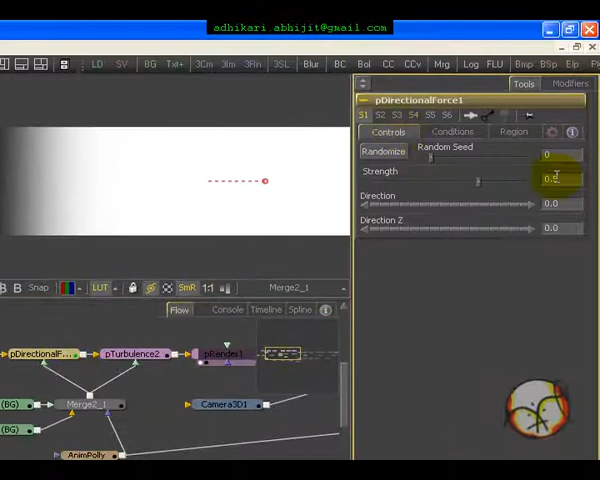 adhikari.abhijit@gmail.com
LD SV BG Txt+ 3Cm 3Im 3Rn 3SL Blur BC Bol CC CCv Mrg Log FLU Bmp BSp Elp
Tools Modifiers
pDirectionalForce1
S1 S2 S3 S4 S5 S6
Controls Conditions Region
Randomize Random Seed 0
Strength
Direction 0.0
Direction Z 0.0
B B Snap LUT SmR 1:1 Merge2_1
Flow Console Timeline Spline
pDirectionalF... pTurbulence2 pRender1
(BG) Merge2_1 Camera3D1
(BG)
AnimPolly